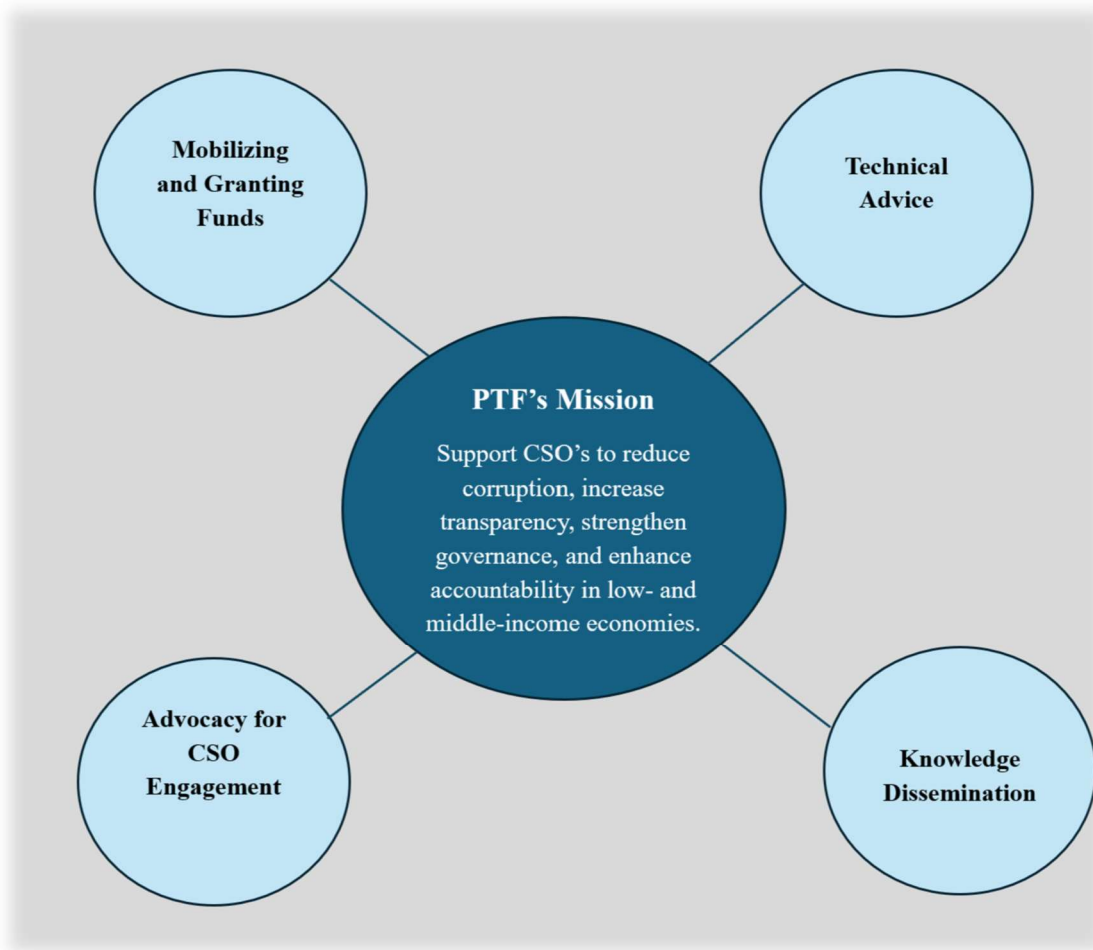 Mobilizing
and Granting
Funds
Technical
Advice
PTF’s Mission
Support CSO’s to reduce
corruption, increase
transparency, strengthen
governance, and enhance
accountability in low- and
middle-income economies.
Advocacy for
CSO
Engagement
Knowledge
Dissemination